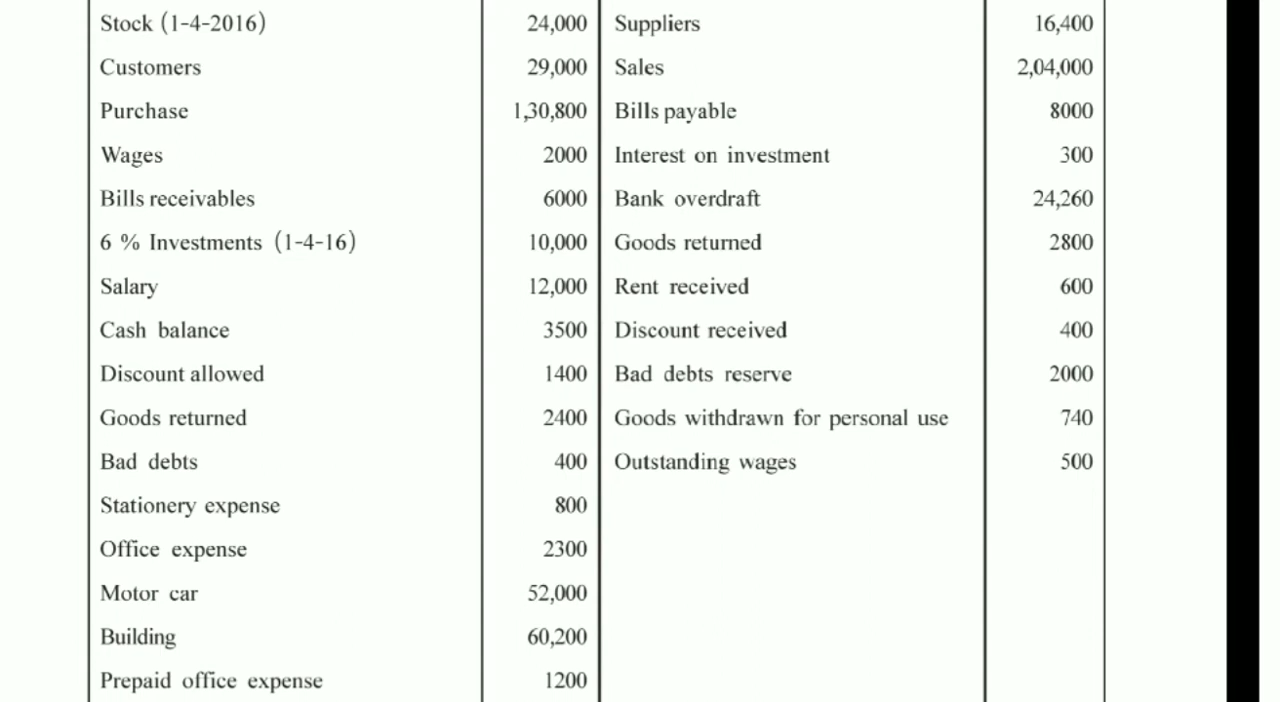 Stock (1-4-2016) 24,000 Suppliers 16,400
Customers 29,000 Sales 2,04,000
Purchase 1,30,800 Bills payable 8000
Wages 2000 Interest on investment 300
Bills receivables 6000 Bank overdraft 24,260
6 % Investments (1-4-16) 10,000 Goods returned 2800
Salary 12,000 Rent received 600
Cash balance 3500 Discount received 400
Discount allowed 1400 Bad debts reserve 2000
Goods returned 2400 Goods withdrawn for personal use 740
Bad debts 400 Outstanding wages 500
Stationery expense 800
Office expense 2300
Motor car 52,000
Building 60,200
Prepaid office expense 1200